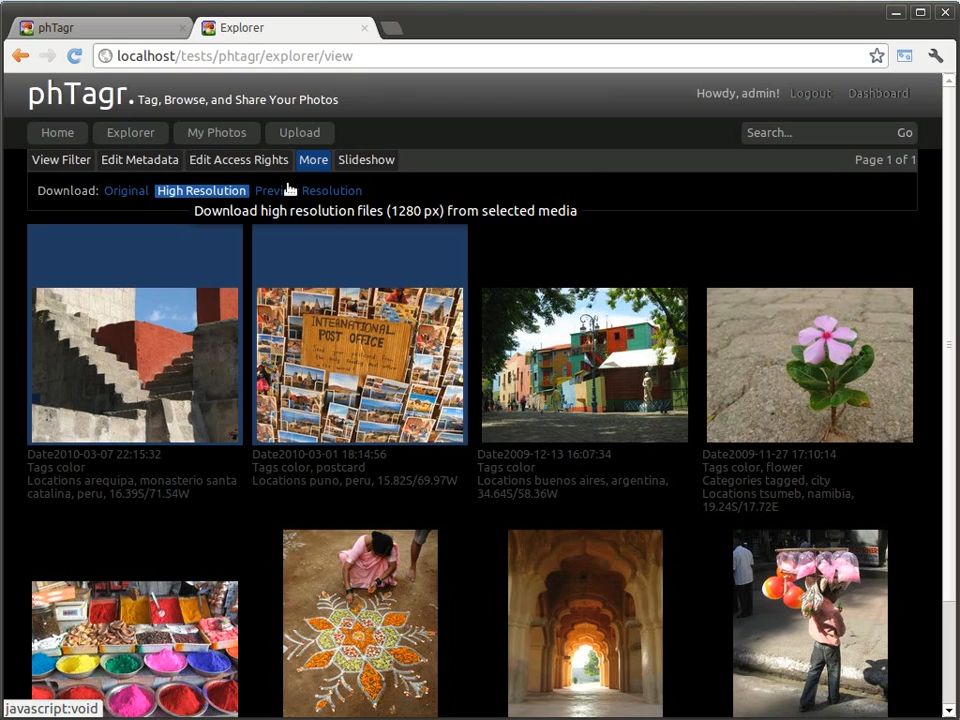 phTagr
Explorer
localhost/tests/phtagr/explorer/view
phTagr. Tag, Browse, and Share Your Photos
Howdy, admin! Logout Dashboard
Home Explorer My Photos Upload
Search... Go
View Filter Edit Metadata Edit Access Rights More Slideshow
Page 1 of 1
Download: Original High Resolution Resolution
Download high resolution files (1280 px) from selected media
INTERNATIONAL
POST OFFICE
Date2010-03-07 22:15:32
Tags color
Locations arequipa, monasterio santa
catalina, peru, 16.39S/71.54W
Date2010-03-01 18:14:56
Tags color, postcard
Locations puno, peru, 15.82S/69.97W
Date2009-12-13 16:07:34
Tags color
Locations buenos aires, argentina,
34.64S/58.36W
Date2009-11-27 17:10:14
Tags color, flower
Categories tagged, city
Locations tsumeb, namibia,
19.24S/17.72E
javascript:void